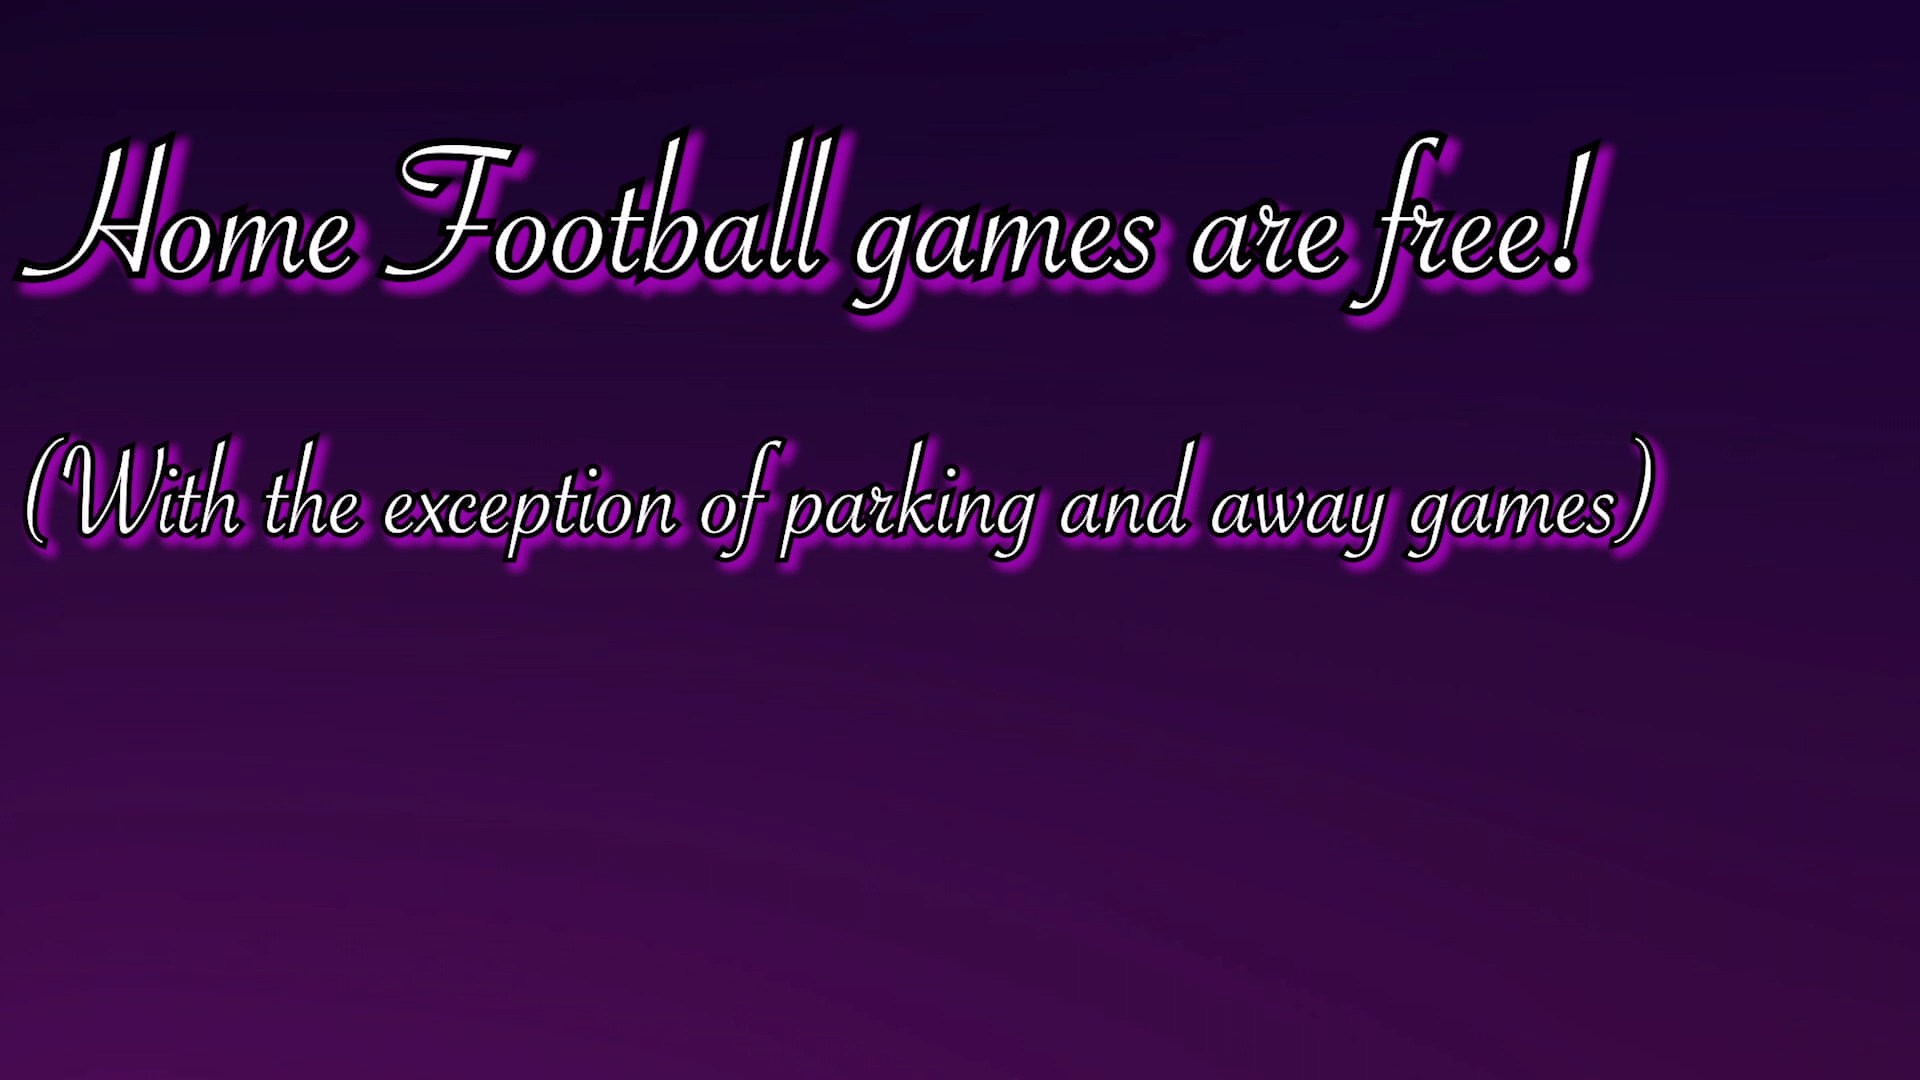 Home Football games are free!
(With the exception of parking and away games)